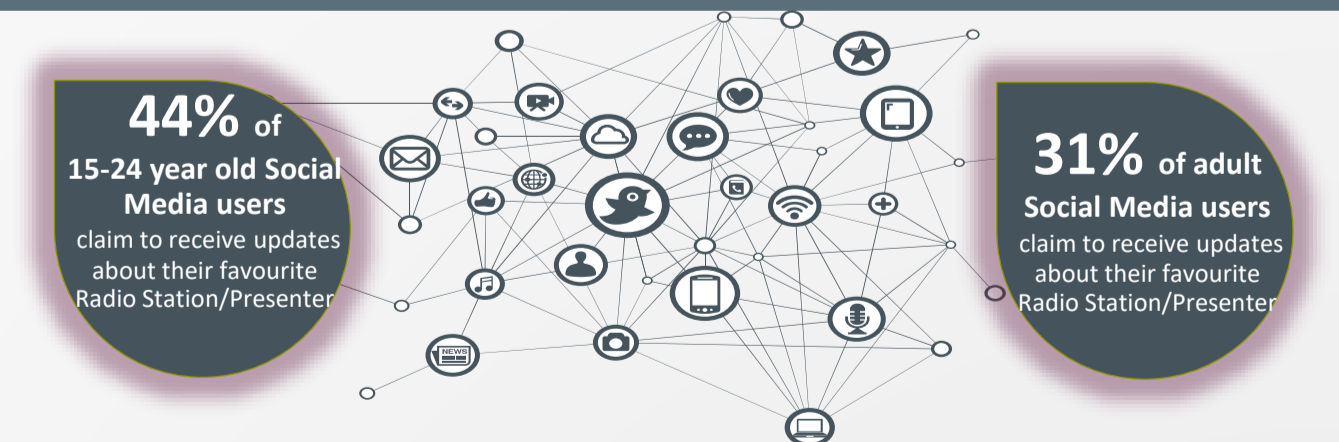 44% of
15-24 year old Social
Media users
claim to receive updates
about their favourite
Radio Station/Presenter
NEWS
31% of adult
Social Media users
claim to receive updates
about their favourite
Radio Station/Presenter